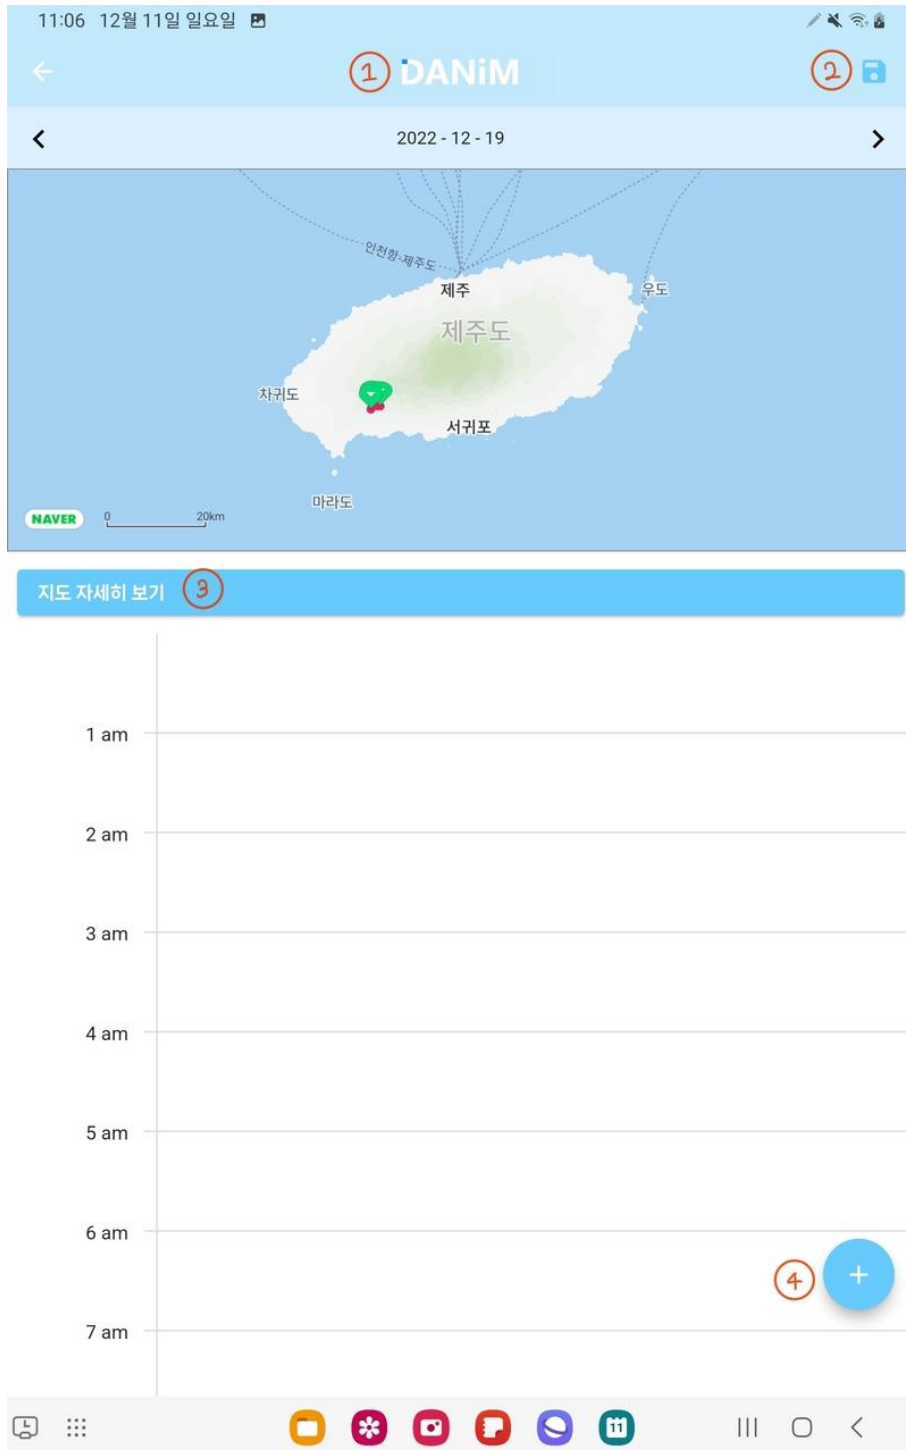 11:06 12월 11일 일요일
① DANiM ②
2022 - 12 - 19
인천항-제주도
제주
우도
제주도
차귀도
서귀포
마라도
NAVER 0 20km
지도 자세히 보기 ③
1 am
2 am
3 am
4 am
5 am
6 am
④ +
7 am
11